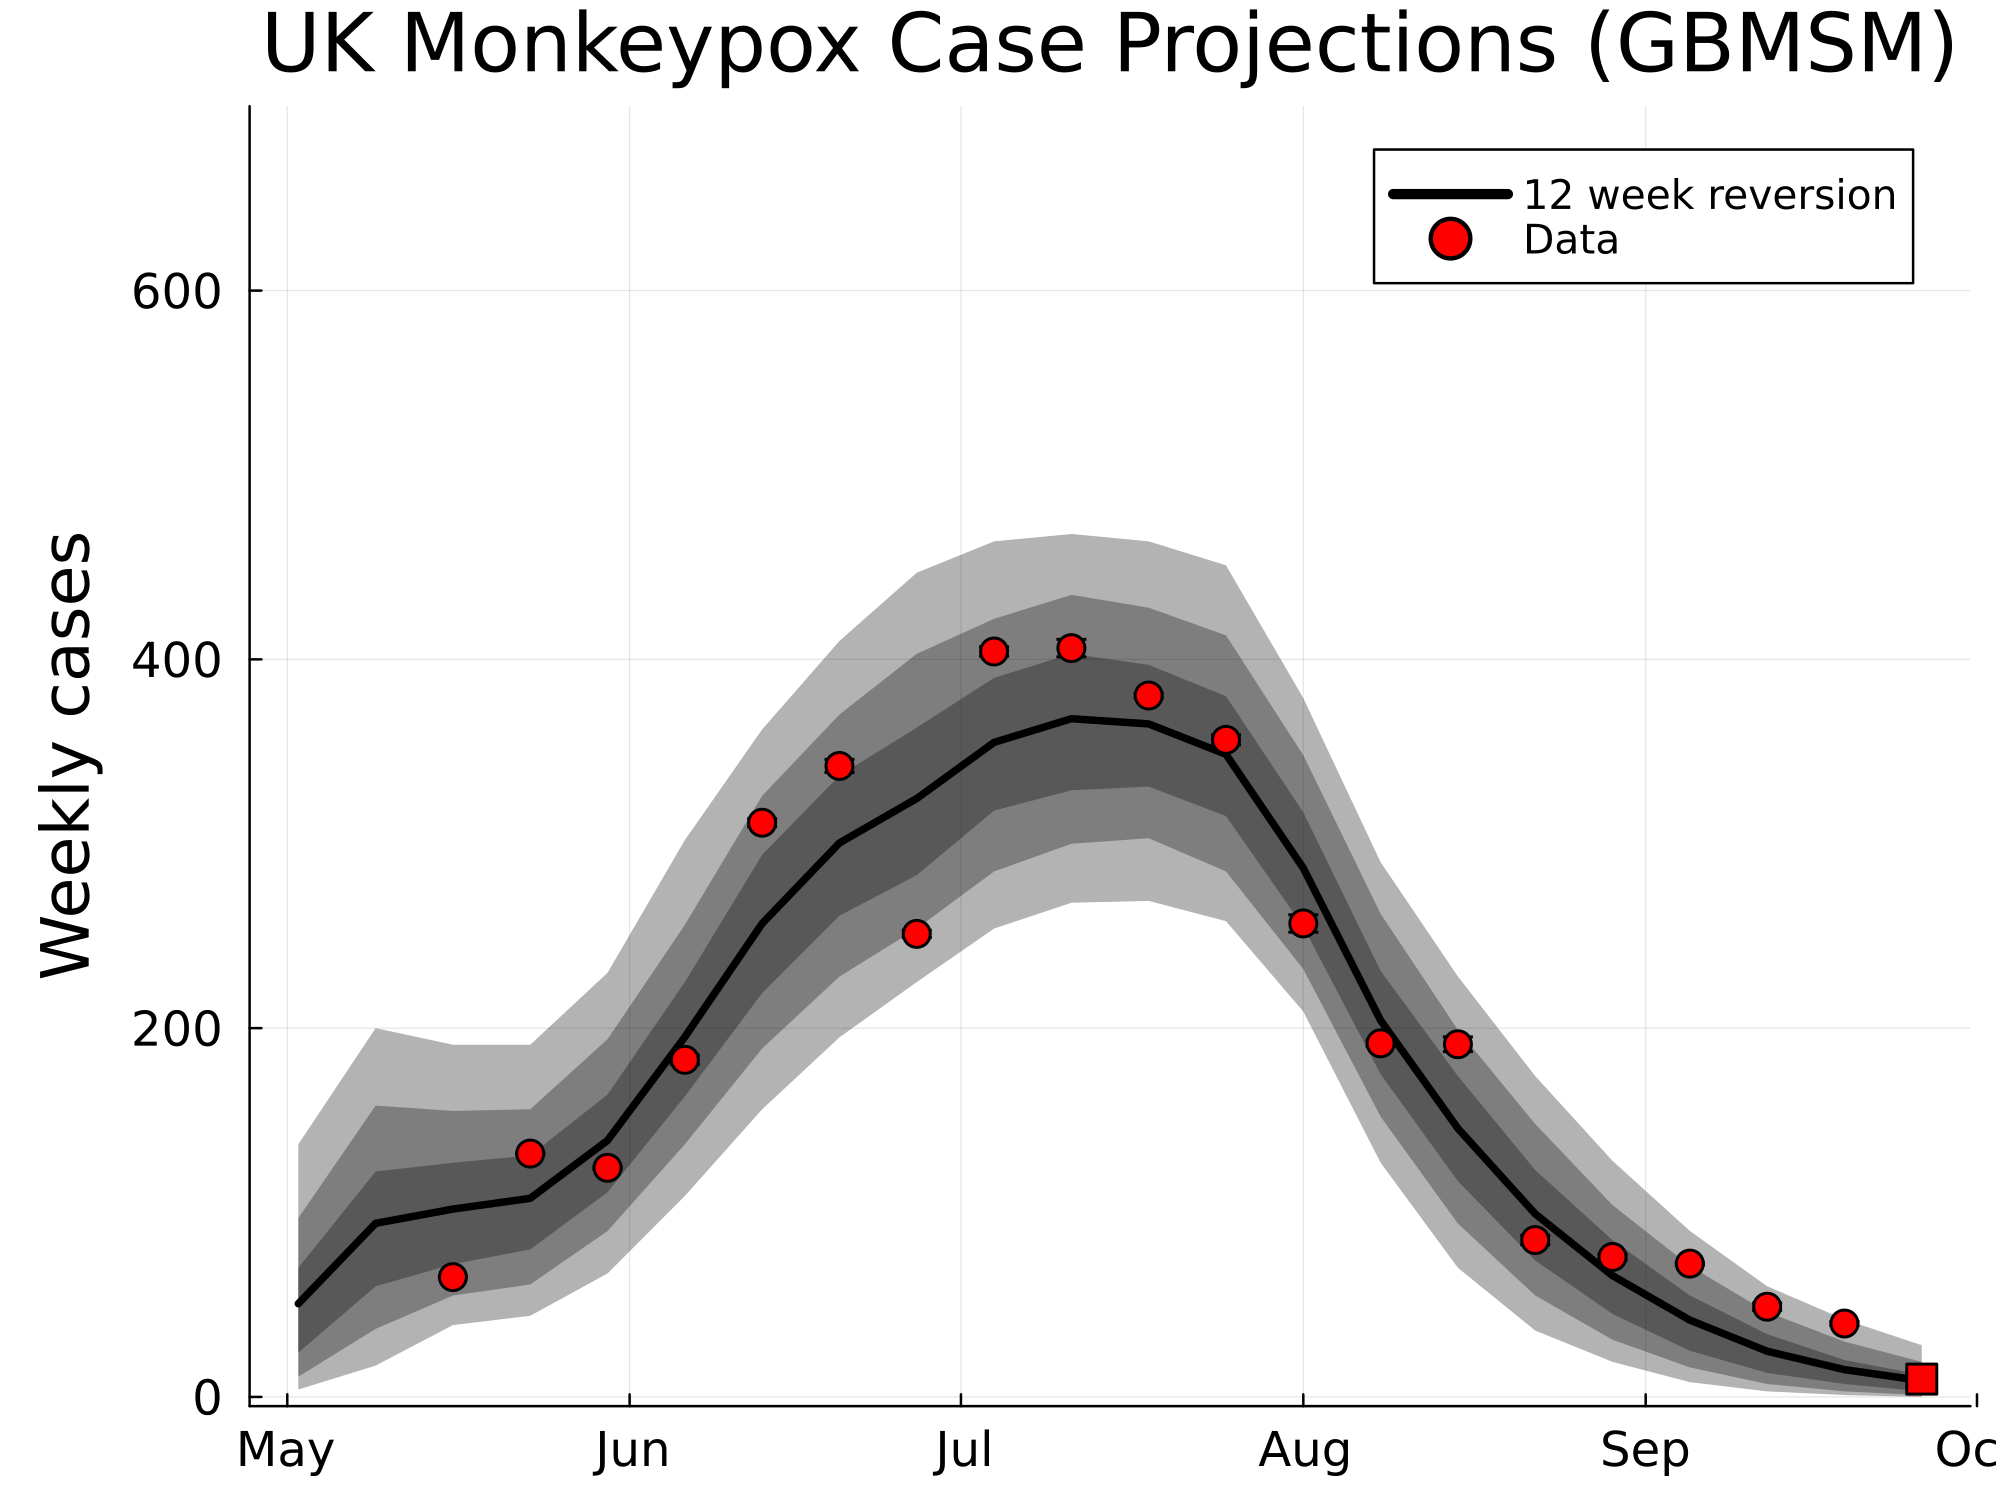 UK Monkeypox Case Projections (GBMSM)
12 week reversion
Data
Weekly cases
600
400
200
0
May Jun Jul Aug Sep Oc